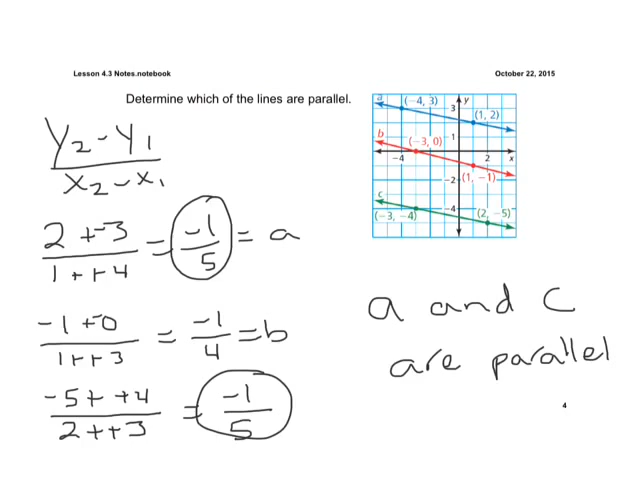 Lesson 4.3 Notes.notebook
October 22, 2015
Determine which of the lines are parallel.
a (-4, 3) 3 y
(1, 2)
1
b (-3, 0)
-4 2 x
-2 (1, -1)
c
-4
(-3, -4) (2, -5)
Y2 - Y1
x2 - x1
2 + -3 / 1 + + 4 = -1/5 = a
-1 + -0 / 1 + + 3 = -1/4 = b
-5 + +4 / 2 + + 3 = -1/5
a and c
are parallel
4